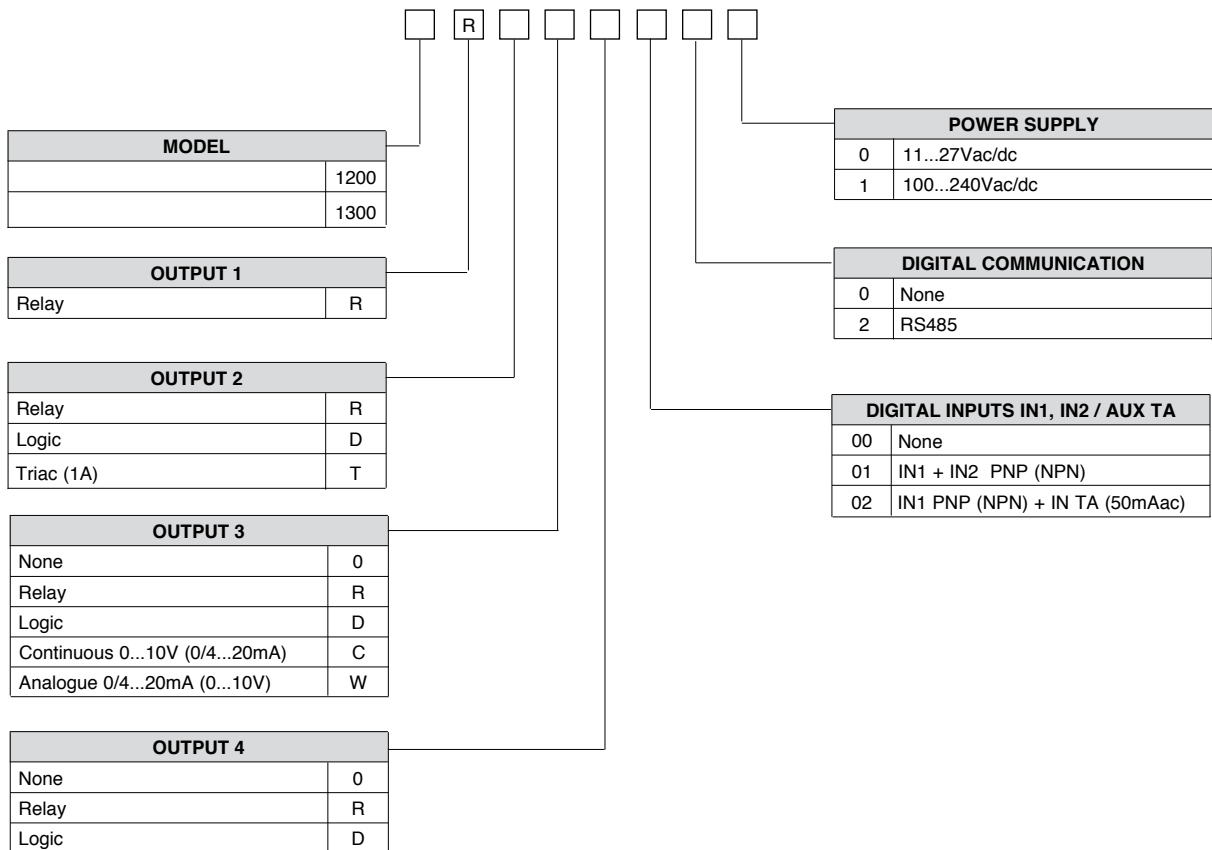 R
MODEL
1200
1300
OUTPUT 1
Relay R
OUTPUT 2
Relay R
Logic D
Triac (1A) T
OUTPUT 3
None 0
Relay R
Logic D
Continuous 0...10V (0/4...20mA) C
Analogue 0/4...20mA (0...10V) W
OUTPUT 4
None 0
Relay R
Logic D
POWER SUPPLY
0 11...27Vac/dc
1 100...240Vac/dc
DIGITAL COMMUNICATION
0 None
2 RS485
DIGITAL INPUTS IN1, IN2 / AUX TA
00 None
01 IN1 + IN2 PNP (NPN)
02 IN1 PNP (NPN) + IN TA (50mAac)